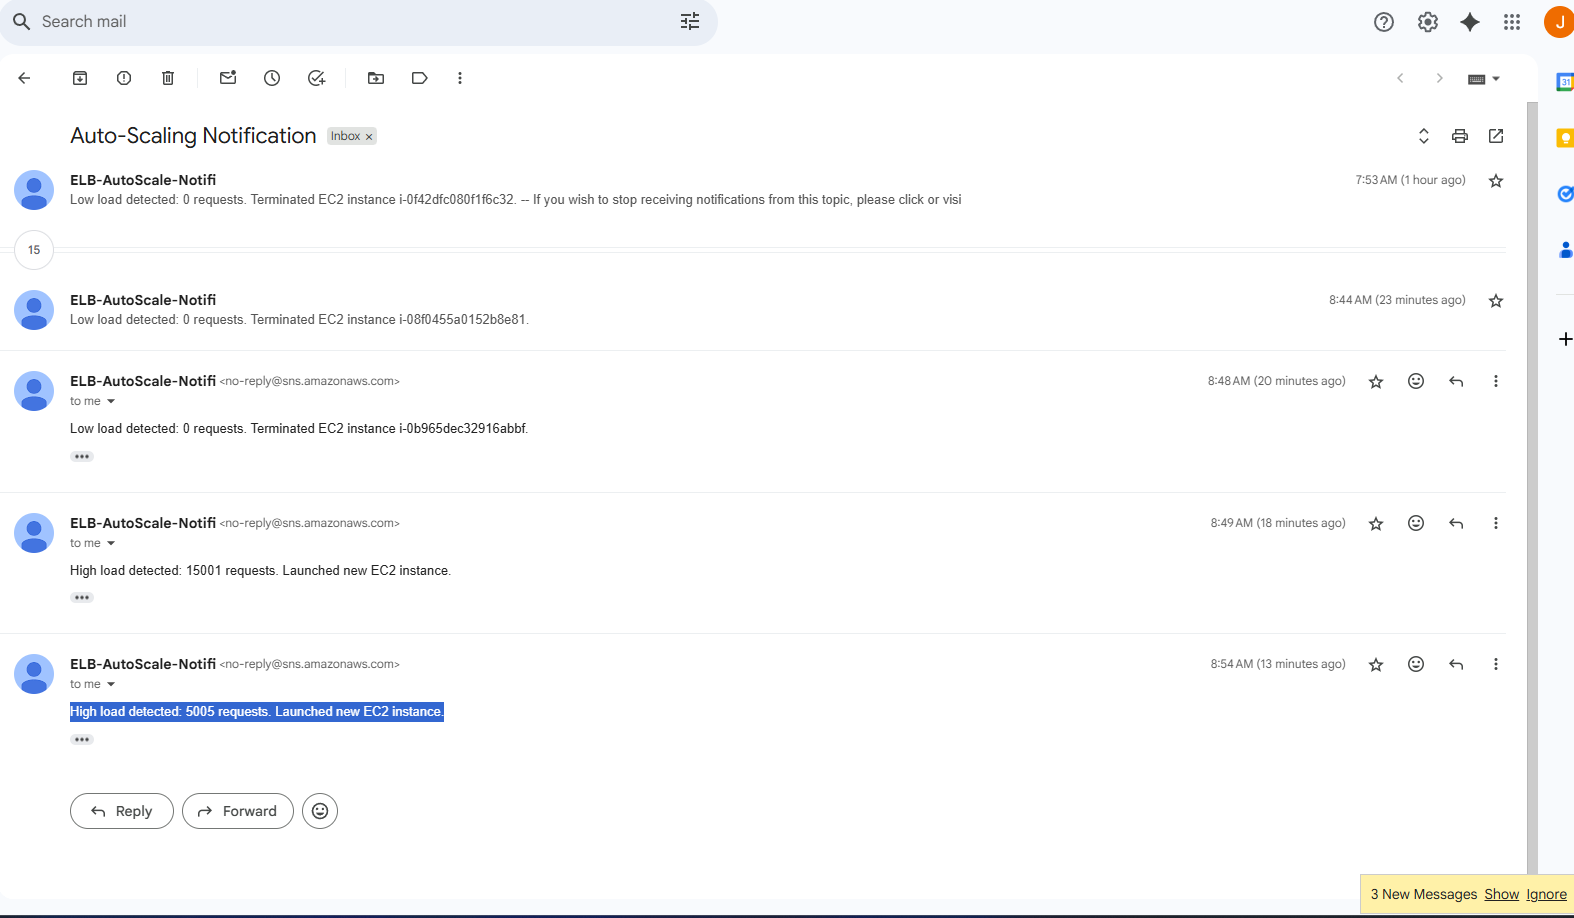 Search mail
J
Auto-Scaling Notification
Inbox ×
ELB-AutoScale-Notifi
7:53 AM (1 hour ago)
Low load detected: 0 requests. Terminated EC2 instance i-0f42dfc080f1f6c32. -- If you wish to stop receiving notifications from this topic, please click or visi
15
ELB-AutoScale-Notifi
8:44 AM (23 minutes ago)
Low load detected: 0 requests. Terminated EC2 instance i-08f0455a0152b8e81.
ELB-AutoScale-Notifi <no-reply@sns.amazonaws.com>
8:48 AM (20 minutes ago)
to me
Low load detected: 0 requests. Terminated EC2 instance i-0b965dec32916abbf.
ELB-AutoScale-Notifi <no-reply@sns.amazonaws.com>
8:49 AM (18 minutes ago)
to me
High load detected: 15001 requests. Launched new EC2 instance.
ELB-AutoScale-Notifi <no-reply@sns.amazonaws.com>
8:54 AM (13 minutes ago)
to me
High load detected: 5005 requests. Launched new EC2 instance.
Reply
Forward
31
3 New Messages Show Ignore